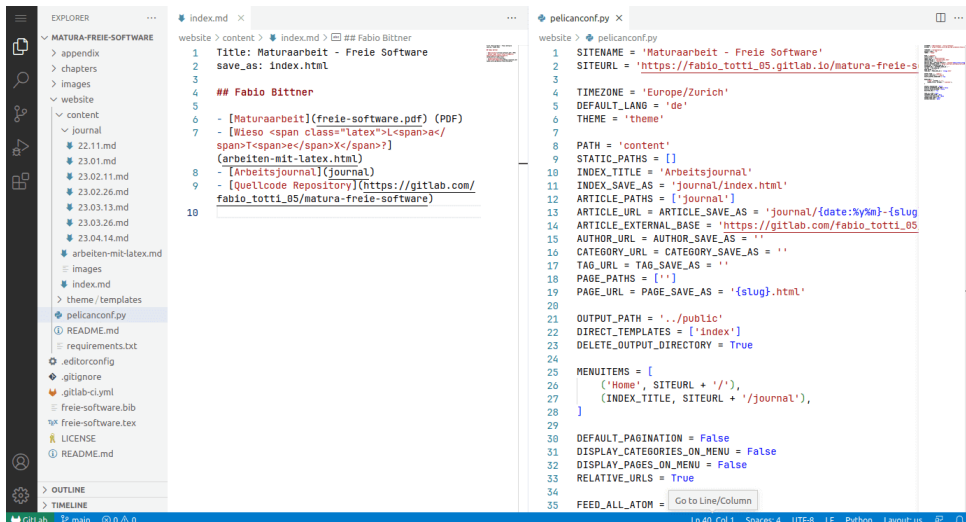 EXPLORER
MATURA-FREIE-SOFTWARE
appendix
chapters
images
website
content
journal
22.11.md
23.01.md
23.02.11.md
23.02.26.md
23.03.13.md
23.03.26.md
23.04.14.md
arbeiten-mit-latex.md
images
index.md
theme / templates
pelicanconf.py
README.md
requirements.txt
.editorconfig
.gitignore
.gitlab-ci.yml
freie-software.bib
freie-software.tex
LICENSE
README.md
OUTLINE
TIMELINE
index.md
website > content > index.md > ## Fabio Bittner
1 Title: Maturaarbeit - Freie Software
2 save_as: index.html
3
4 ## Fabio Bittner
5
6 - [Maturaarbeit](freie-software.pdf) (PDF)
7 - [Wieso <span class="latex">L<span>a</
span>T<span>e</span>X</span>?]
(arbeiten-mit-latex.html)
8 - [Arbeitsjournal](journal)
9 - [Quellcode Repository](https://gitlab.com/
fabio_totti_05/matura-freie-software)
10
pelicanconf.py
website > pelicanconf.py
1 SITENAME = 'Maturaarbeit - Freie Software'
2 SITEURL = 'https://fabio_totti_05.gitlab.io/matura-freie-s
3
4 TIMEZONE = 'Europe/Zurich'
5 DEFAULT_LANG = 'de'
6 THEME = 'theme'
7
8 PATH = 'content'
9 STATIC_PATHS = []
10 INDEX_TITLE = 'Arbeitsjournal'
11 INDEX_SAVE_AS = 'journal/index.html'
12 ARTICLE_PATHS = ['journal']
13 ARTICLE_URL = ARTICLE_SAVE_AS = 'journal/{date:%y%m}-{slug
14 ARTICLE_EXTERNAL_BASE = 'https://gitlab.com/fabio_totti_05
15 AUTHOR_URL = AUTHOR_SAVE_AS = ''
16 CATEGORY_URL = CATEGORY_SAVE_AS = ''
17 TAG_URL = TAG_SAVE_AS = ''
18 PAGE_PATHS = ['']
19 PAGE_URL = PAGE_SAVE_AS = '{slug}.html'
20
21 OUTPUT_PATH = '../public'
22 DIRECT_TEMPLATES = ['index']
23 DELETE_OUTPUT_DIRECTORY = True
24
25 MENUITEMS = [
26 ('Home', SITEURL + '/'),
27 (INDEX_TITLE, SITEURL + '/journal'),
28 ]
29
30 DEFAULT_PAGINATION = False
31 DISPLAY_CATEGORIES_ON_MENU = False
32 DISPLAY_PAGES_ON_MENU = False
33 RELATIVE_URLS = True
34
35 FEED_ALL_ATOM =
Go to Line/Column
GitLab main 0 0 Ln 40, Col 1 Spaces: 4 UTF-8 LF Python Layout: us